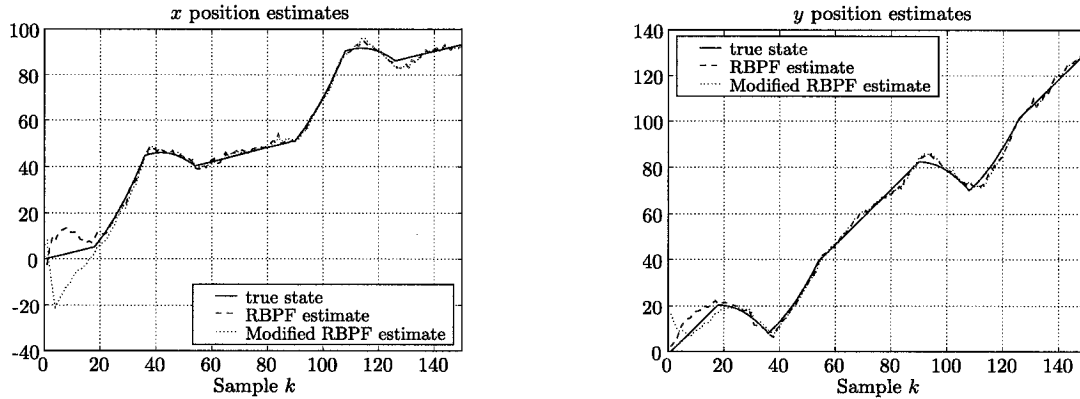 x position estimates
100
80
60
40
20
0
-20
-40
0 20 40 60 80 100 120 140
Sample k
true state
RBPF estimate
Modified RBPF estimate
y position estimates
140
120
100
80
60
40
20
0
0 20 40 60 80 100 120 140
Sample k
true state
RBPF estimate
Modified RBPF estimate